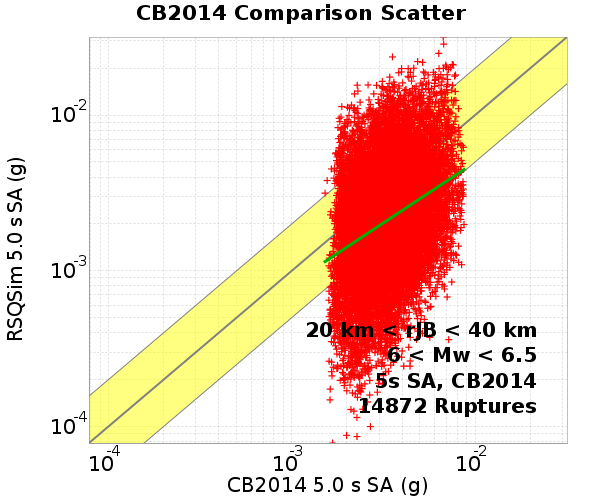 CB2014 Comparison Scatter
RSQSim 5.0 s SA (g)
10-2
10-3
10-4
20 km < rJB < 40 km
6 < Mw < 6.5
5s SA, CB2014
14872 Ruptures
10-4 10-3 10-2
CB2014 5.0 s SA (g)